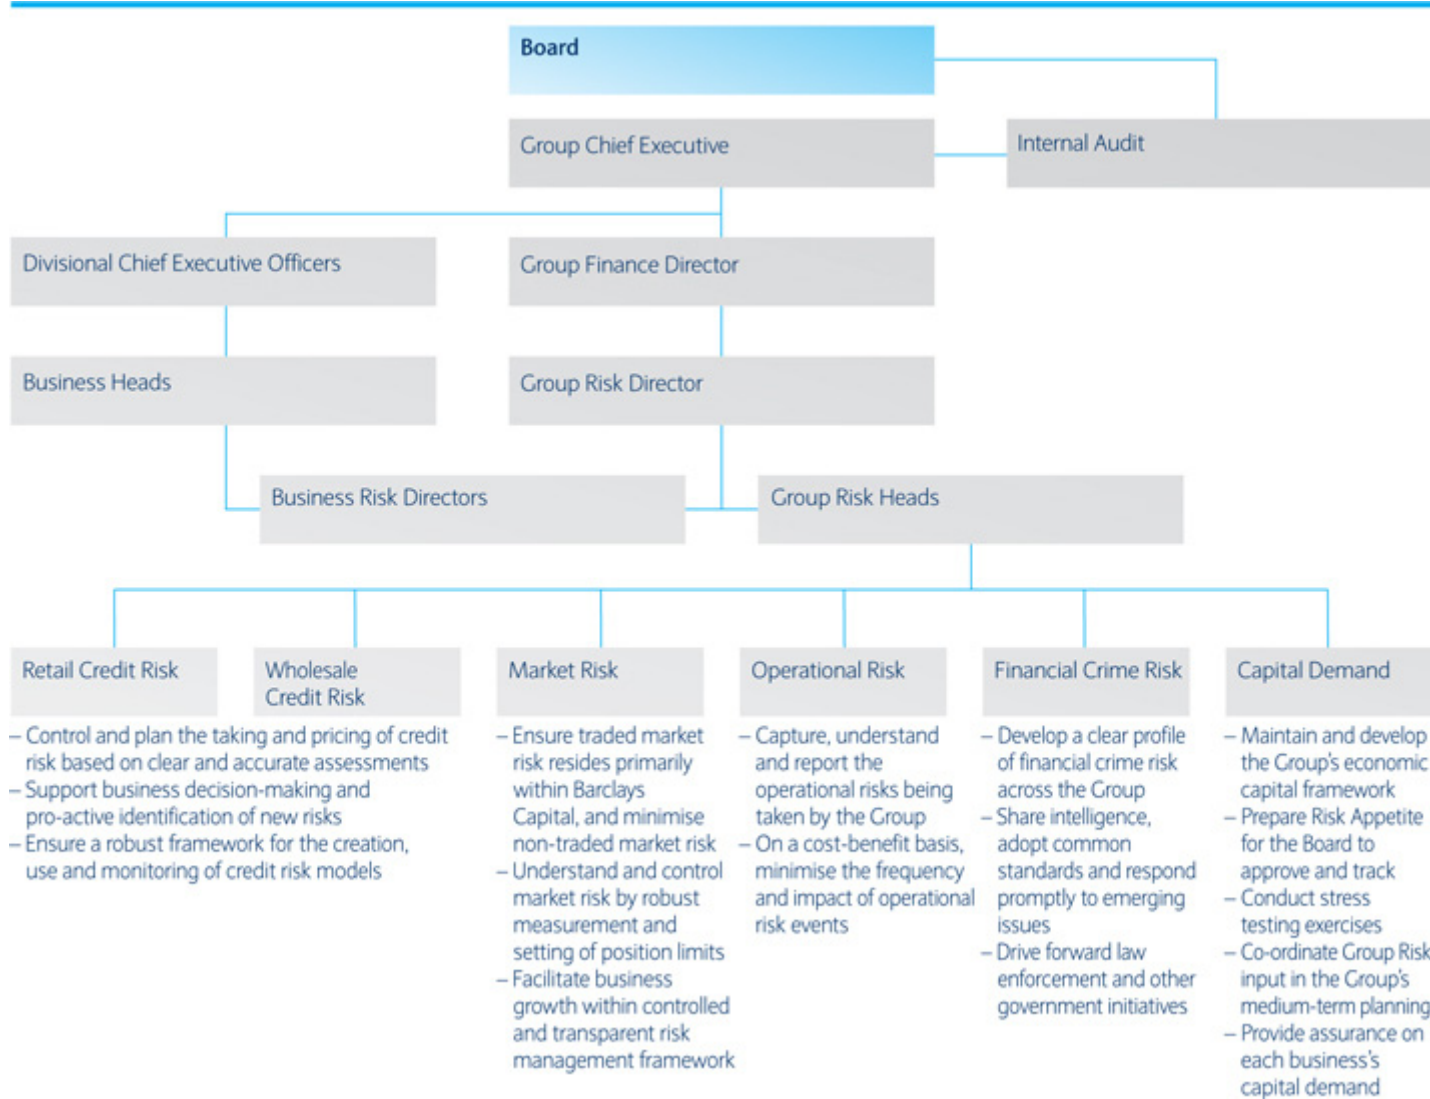 Board
Group Chief Executive
Internal Audit
Divisional Chief Executive Officers
Group Finance Director
Business Heads
Group Risk Director
Business Risk Directors
Group Risk Heads
Retail Credit Risk
Wholesale
Credit Risk
– Control and plan the taking and pricing of credit
risk based on clear and accurate assessments
– Support business decision-making and
pro-active identification of new risks
– Ensure a robust framework for the creation,
use and monitoring of credit risk models
Market Risk
– Ensure traded market
risk resides primarily
within Barclays
Capital, and minimise
non-traded market risk
– Understand and control
market risk by robust
measurement and
setting of position limits
– Facilitate business
growth within controlled
and transparent risk
management framework
Operational Risk
– Capture, understand
and report the
operational risks being
taken by the Group
– On a cost-benefit basis,
minimise the frequency
and impact of operational
risk events
Financial Crime Risk
– Develop a clear profile
of financial crime risk
across the Group
– Share intelligence,
adopt common
standards and respond
promptly to emerging
issues
– Drive forward law
enforcement and other
government initiatives
Capital Demand
– Maintain and develop
the Group's economic
capital framework
– Prepare Risk Appetite
for the Board to
approve and track
– Conduct stress
testing exercises
– Co-ordinate Group Risk
input in the Group's
medium-term planning
– Provide assurance on
each business's
capital demand